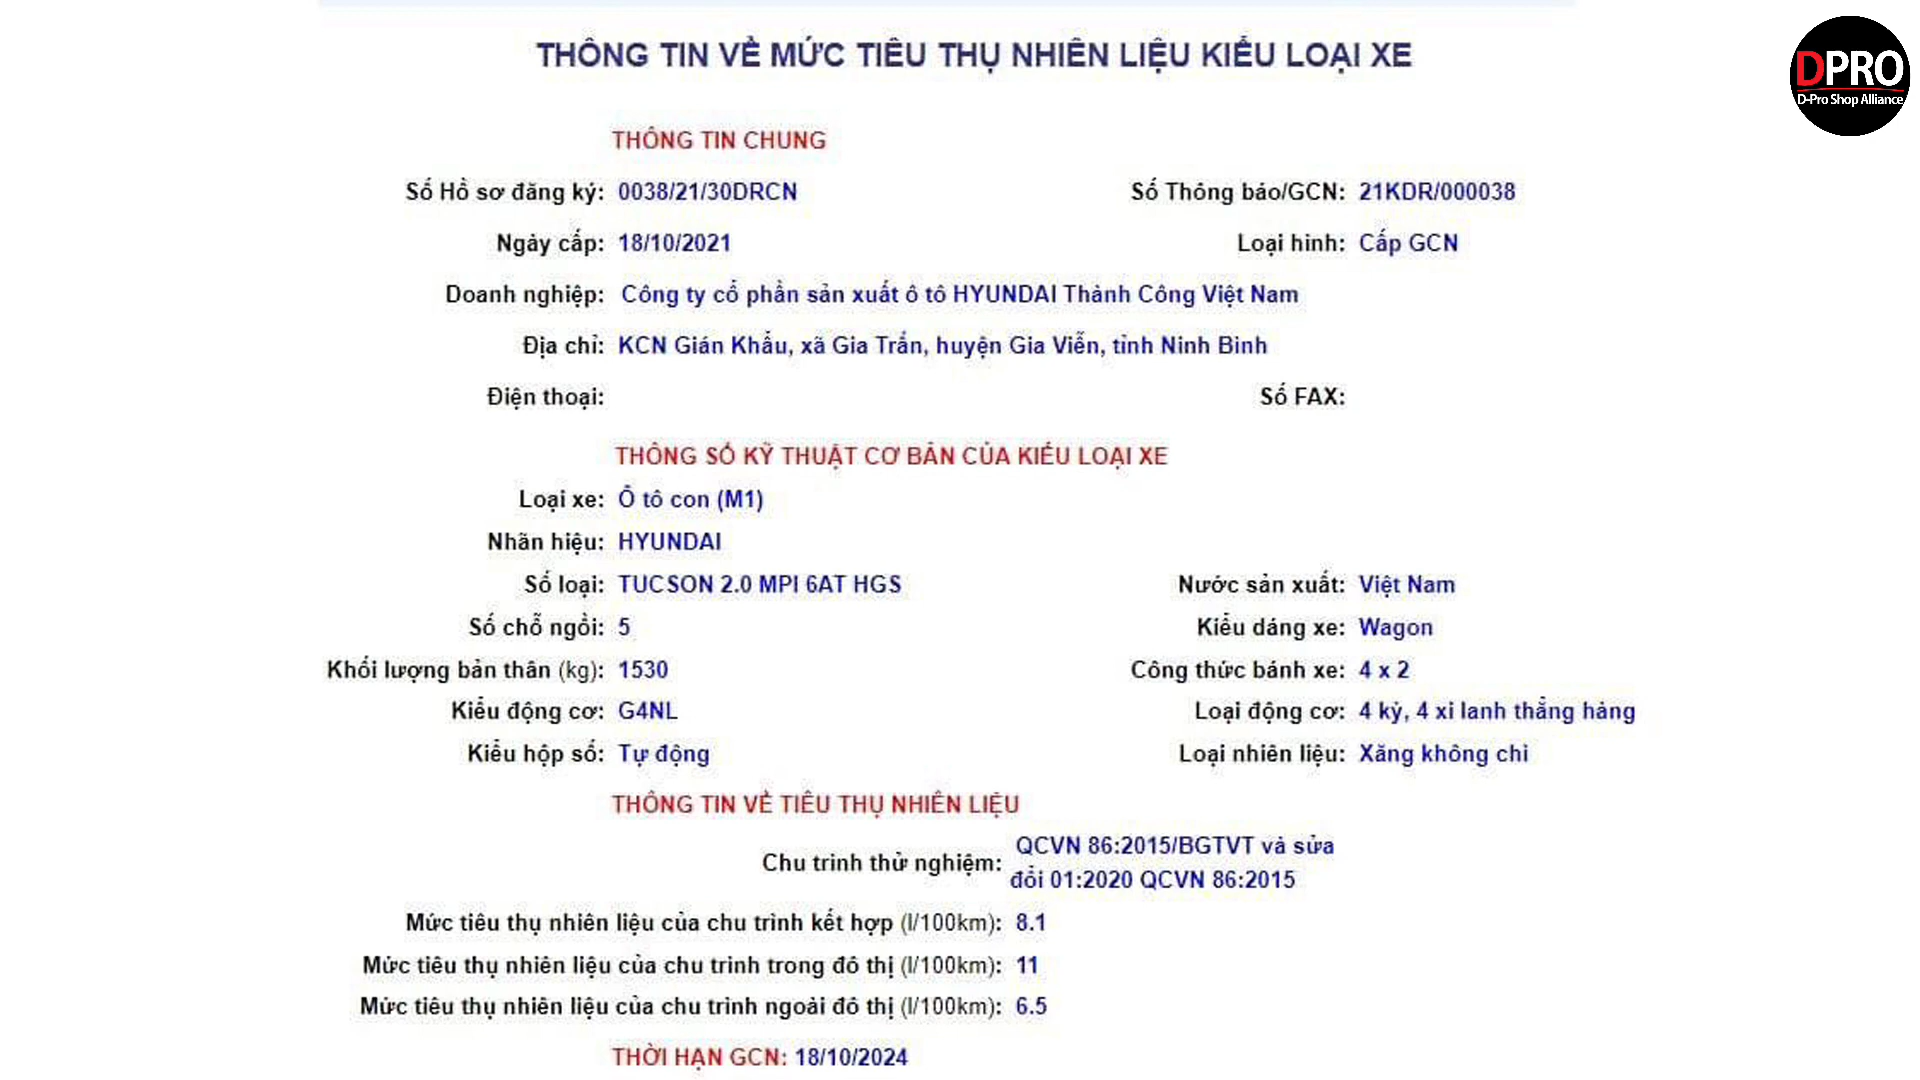 THÔNG TIN VỀ MỨC TIÊU THỤ NHIÊN LIỆU KIỂU LOẠI XE
DPRO
D-Pro Shop Alliance
THÔNG TIN CHUNG
Số Hồ sơ đăng ký: 0038/21/30DRCN Số Thông báo/GCN: 21KDR/000038
Ngày cấp: 18/10/2021 Loại hình: Cấp GCN
Doanh nghiệp: Công ty cổ phần sản xuất ô tô HYUNDAI Thành Công Việt Nam
Địa chỉ: KCN Gián Khẩu, xã Gia Trấn, huyện Gia Viễn, tỉnh Ninh Bình
Điện thoại: Số FAX:
THÔNG SỐ KỸ THUẬT CƠ BẢN CỦA KIỂU LOẠI XE
Loại xe: Ô tô con (M1)
Nhãn hiệu: HYUNDAI
Số loại: TUCSON 2.0 MPI 6AT HGS Nước sản xuất: Việt Nam
Số chỗ ngồi: 5 Kiểu dáng xe: Wagon
Khối lượng bản thân (kg): 1530 Công thức bánh xe: 4 x 2
Kiểu động cơ: G4NL Loại động cơ: 4 kỳ, 4 xi lanh thẳng hàng
Kiểu hộp số: Tự động Loại nhiên liệu: Xăng không chì
THÔNG TIN VỀ TIÊU THỤ NHIÊN LIỆU
Chu trình thử nghiệm: QCVN 86:2015/BGTVT và sửa
đổi 01:2020 QCVN 86:2015
Mức tiêu thụ nhiên liệu của chu trình kết hợp (l/100km): 8.1
Mức tiêu thụ nhiên liệu của chu trình trong đô thị (l/100km): 11
Mức tiêu thụ nhiên liệu của chu trình ngoài đô thị (l/100km): 6.5
THỜI HẠN GCN: 18/10/2024